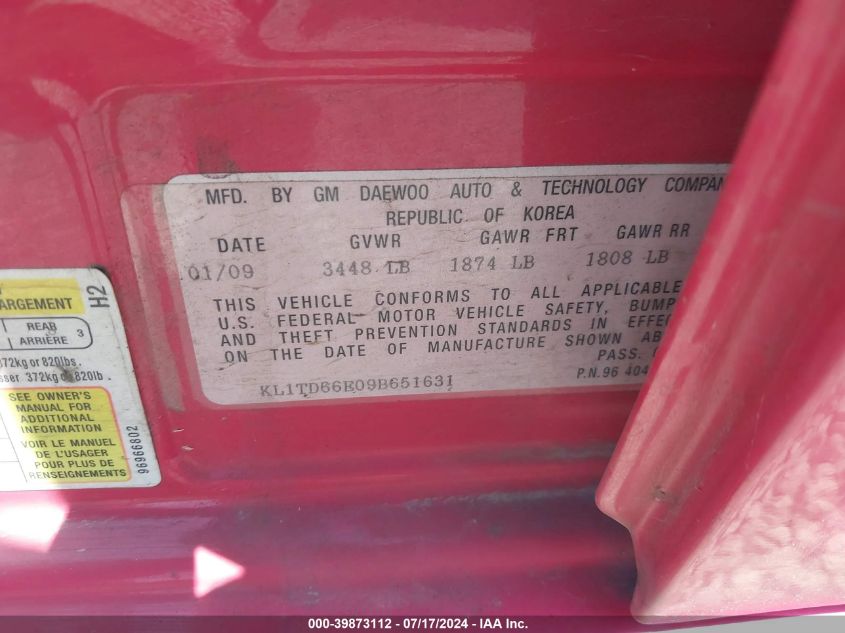 MFD. BY GM DAEWOO AUTO & TECHNOLOGY COMPAN
REPUBLIC OF KOREA
DATE GVWR GAWR FRT GAWR RR
01/09 3448 LB 1874 LB 1808 LB
THIS VEHICLE CONFORMS TO ALL APPLICABLE
U.S. FEDERAL MOTOR VEHICLE SAFETY, BUMP
AND THEFT PREVENTION STANDARDS IN EFFEC
ON THE DATE OF MANUFACTURE SHOWN AB
PASS.
KL1TD66E09B651631
P.N.96 404
ARGEMENT
H2
REAR
ARRIÈRE 3
372kg or 820lbs.
sser 372kg or 820lb.
SEE OWNER'S
MANUAL FOR
ADDITIONAL
INFORMATION
VOIR LE MANUEL
DE L'USAGER
POUR PLUS DE
RENSEIGNEMENTS
96966802
000-39873112 - 07/17/2024 - IAA Inc.